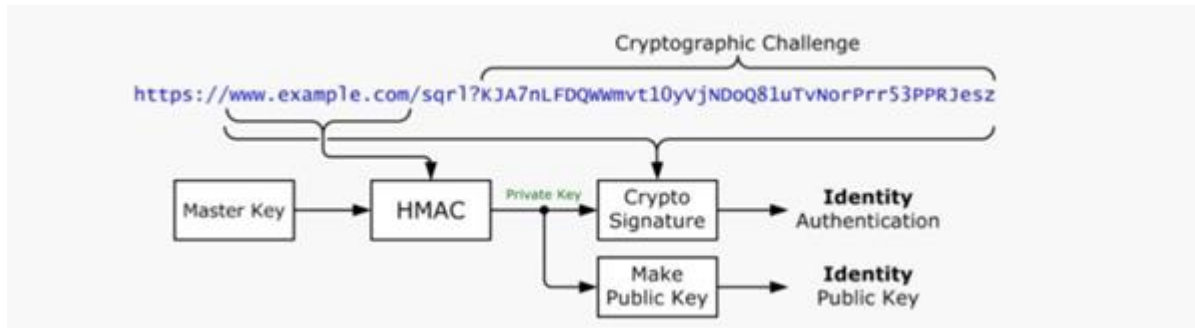 Cryptographic Challenge
https://www.example.com/sqrl?KJA7nLFDQWWmvt10yVjNDoQ81uTvNorPrr53PPRJesz
Master Key
HMAC
Private Key
Crypto
Signature
Identity
Authentication
Make
Public Key
Identity
Public Key